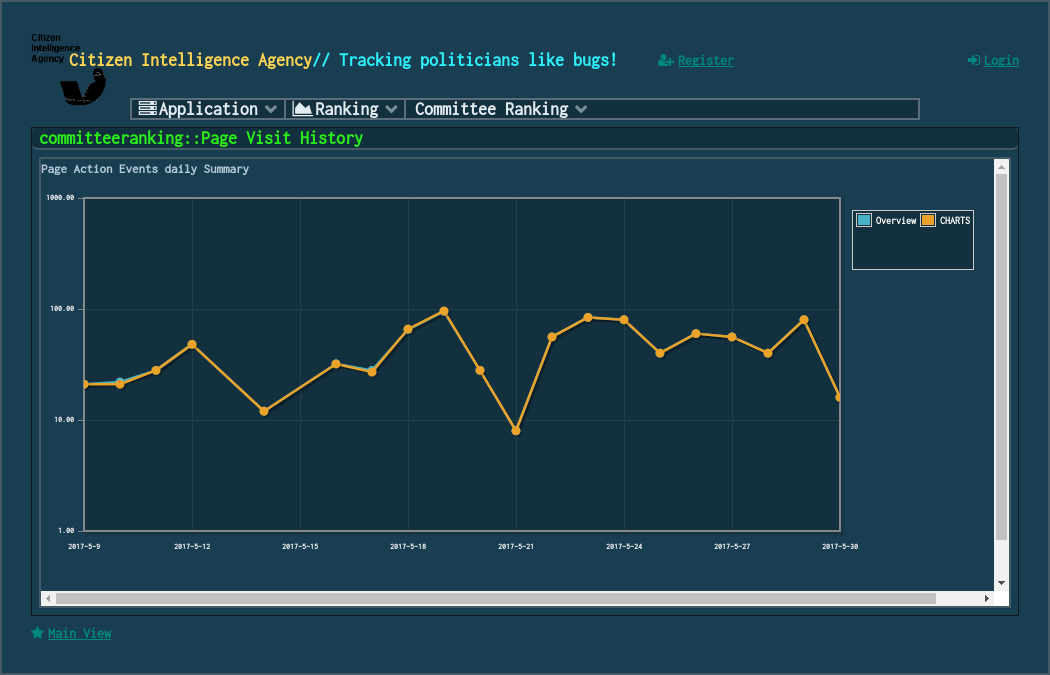 Citizen
Intelligence
Agency
Citizen Intelligence Agency// Tracking politicians like bugs!
Register
Login
Application
Ranking
Committee Ranking
committeeranking::Page Visit History
Page Action Events daily Summary
1000.00
100.00
10.00
1.00
2017-5-9
2017-5-12
2017-5-15
2017-5-18
2017-5-21
2017-5-24
2017-5-27
2017-5-30
Overview
CHARTS
Main View